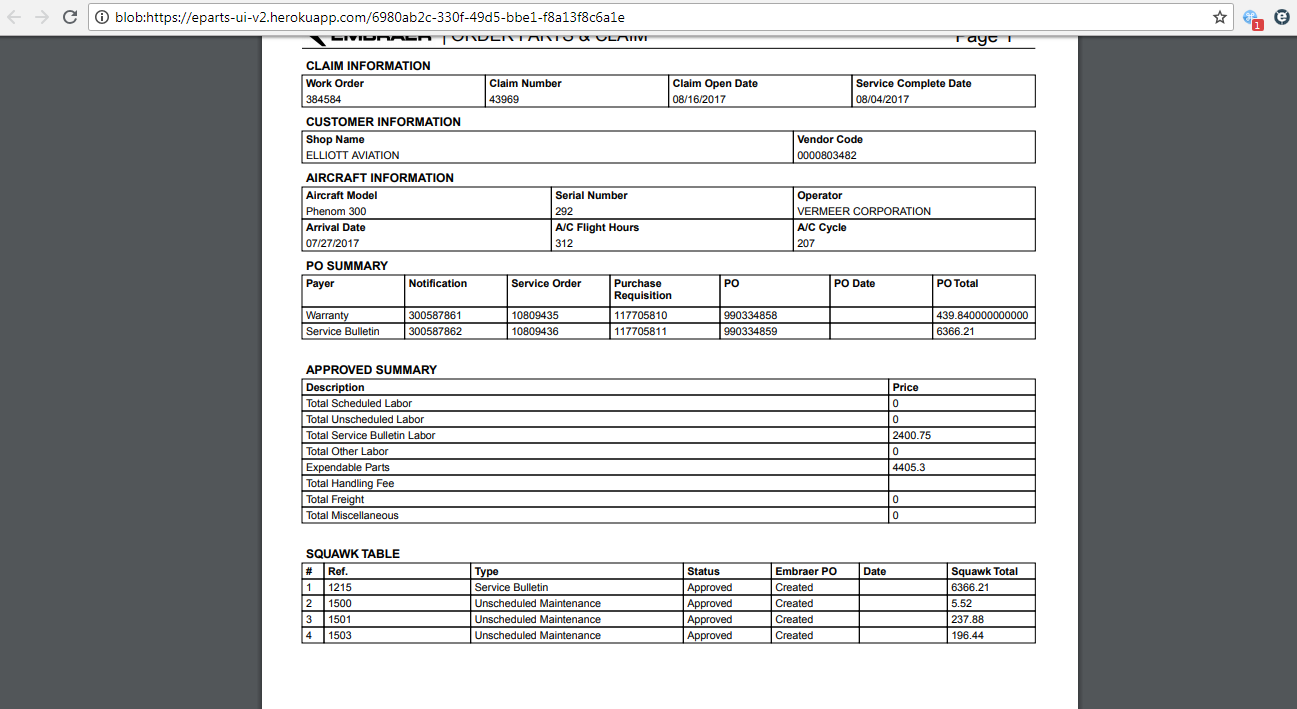 blob:https://eparts-ui-v2.herokuapp.com/6980ab2c-330f-49d5-bbe1-f8a13f8c6a1e
1
EMBRAER | ORDER PARTS & CLAIM Page 1
CLAIM INFORMATION
Work Order Claim Number Claim Open Date Service Complete Date
384584 43969 08/16/2017 08/04/2017
CUSTOMER INFORMATION
Shop Name Vendor Code
ELLIOTT AVIATION 0000803482
AIRCRAFT INFORMATION
Aircraft Model Serial Number Operator
Phenom 300 292 VERMEER CORPORATION
Arrival Date A/C Flight Hours A/C Cycle
07/27/2017 312 207
PO SUMMARY
Payer Notification Service Order Purchase Requisition PO PO Date PO Total
Warranty 300587861 10809435 117705810 990334858 439.840000000000
Service Bulletin 300587862 10809436 117705811 990334859 6366.21
APPROVED SUMMARY
Description Price
Total Scheduled Labor 0
Total Unscheduled Labor 0
Total Service Bulletin Labor 2400.75
Total Other Labor 0
Expendable Parts 4405.3
Total Handling Fee
Total Freight 0
Total Miscellaneous 0
SQUAWK TABLE
# Ref. Type Status Embraer PO Date Squawk Total
1 1215 Service Bulletin Approved Created 6366.21
2 1500 Unscheduled Maintenance Approved Created 5.52
3 1501 Unscheduled Maintenance Approved Created 237.88
4 1503 Unscheduled Maintenance Approved Created 196.44